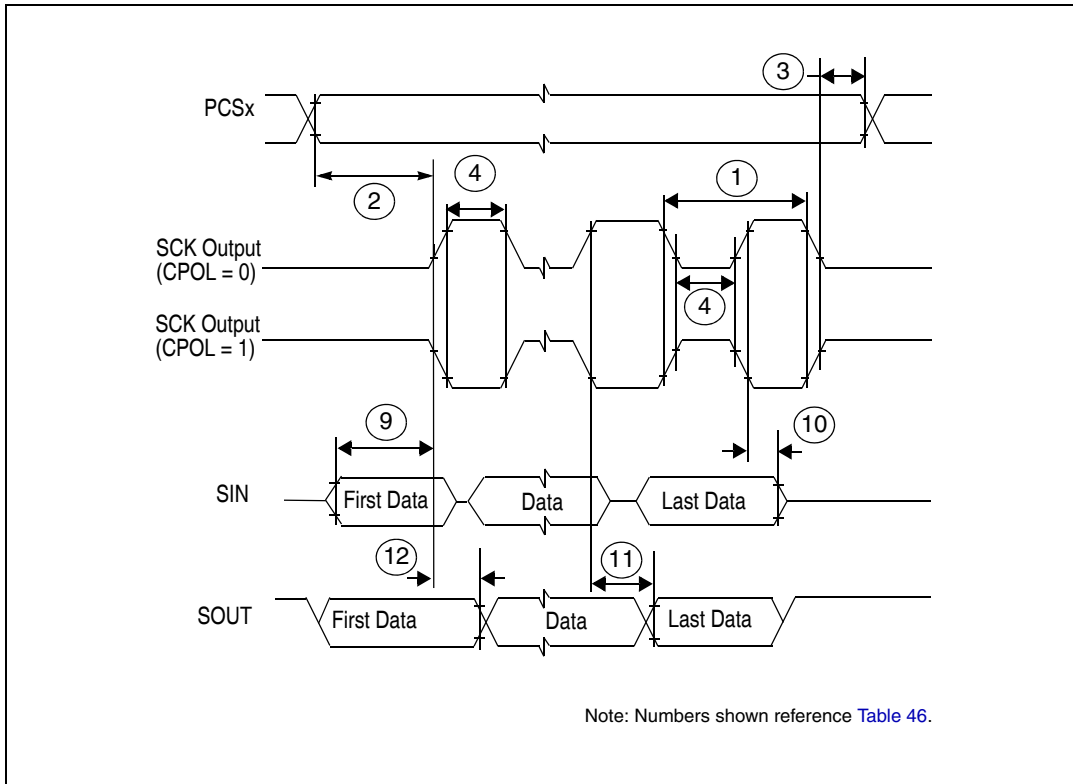 3
PCSx
2
4
1
SCK Output
(CPOL = 0)
4
SCK Output
(CPOL = 1)
9
10
SIN
First Data
Data
Last Data
12
11
SOUT
First Data
Data
Last Data
Note: Numbers shown reference Table 46.